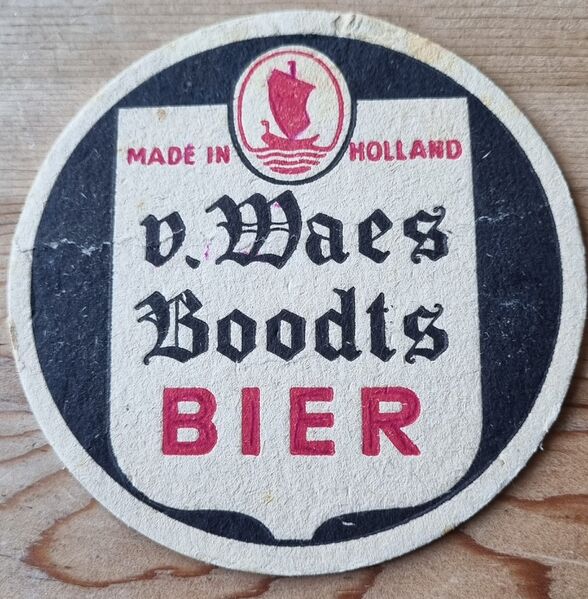 MADE IN HOLLAND
v. Waes
Boodts
BIER